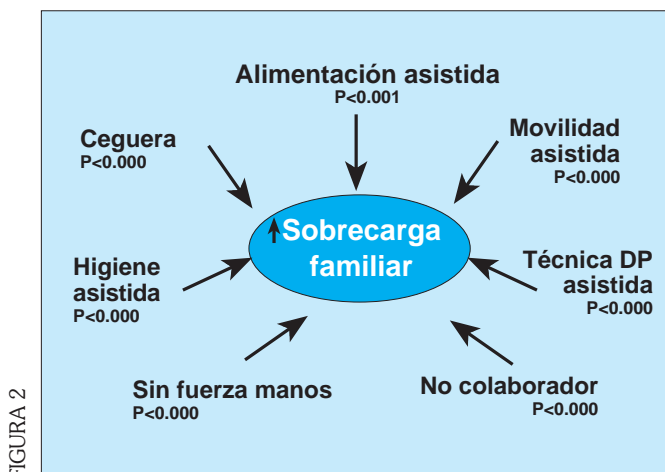 Alimentación asistida
P<0.001
Ceguera
P<0.000
Movilidad
asistida
P<0.000
Sobrecarga
familiar
Higiene
asistida
P<0.000
Técnica DP
asistida
P<0.000
Sin fuerza manos
P<0.000
No colaborador
P<0.000
FIGURA 2